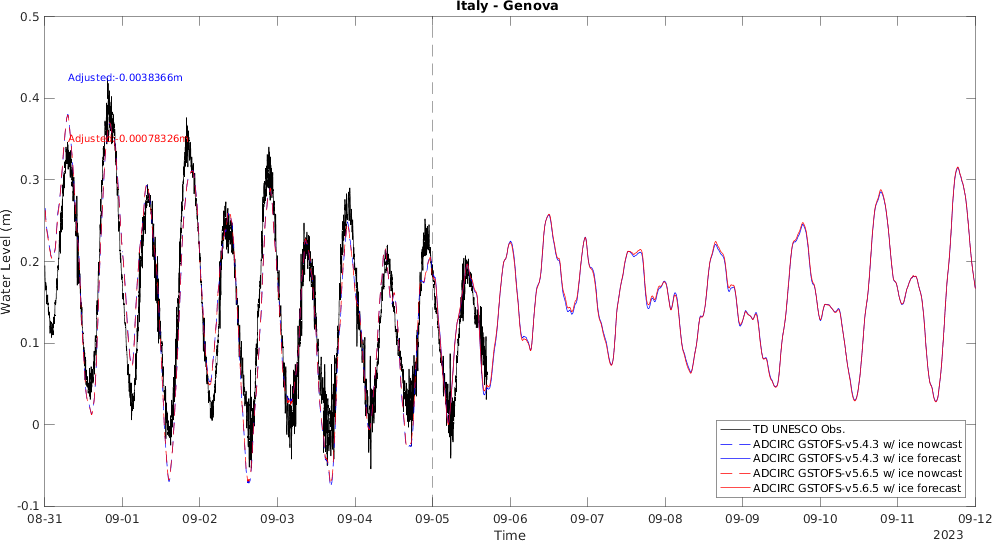 Italy - Genova
0.5
0.4
0.3
0.2
0.1
0
-0.1
Water Level (m)
Adjusted:-0.0038366m
Adjusted:-0.00078326m
TD UNESCO Obs.
ADCIRC GSTOFS-v5.4.3 w/ ice nowcast
ADCIRC GSTOFS-v5.4.3 w/ ice forecast
ADCIRC GSTOFS-v5.6.5 w/ ice nowcast
ADCIRC GSTOFS-v5.6.5 w/ ice forecast
08-31 09-01 09-02 09-03 09-04 09-05 09-06 09-07 09-08 09-09 09-10 09-11 09-12
Time
2023